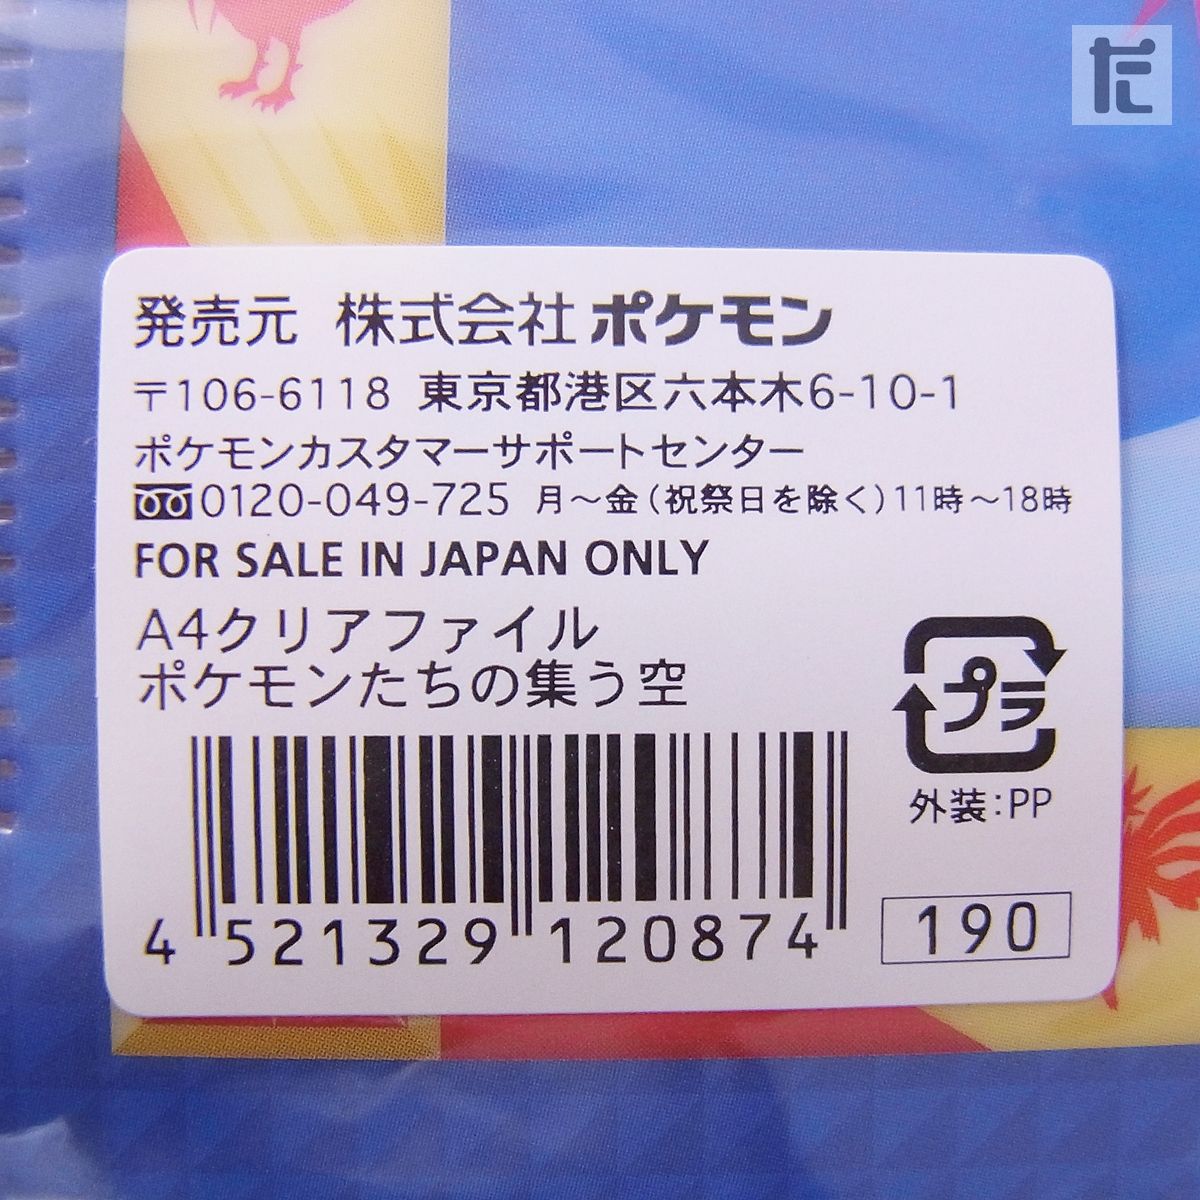 た
発売元 株式会社ポケモン
〒106-6118 東京都港区六本木6-10-1
ポケモンカスタマーサポートセンター
0120-049-725 月～金(祝祭日を除く)11時～18時
FOR SALE IN JAPAN ONLY
A4クリアファイル
ポケモンたちの集う空
プラ
外装:PP
4 521329 120874
190